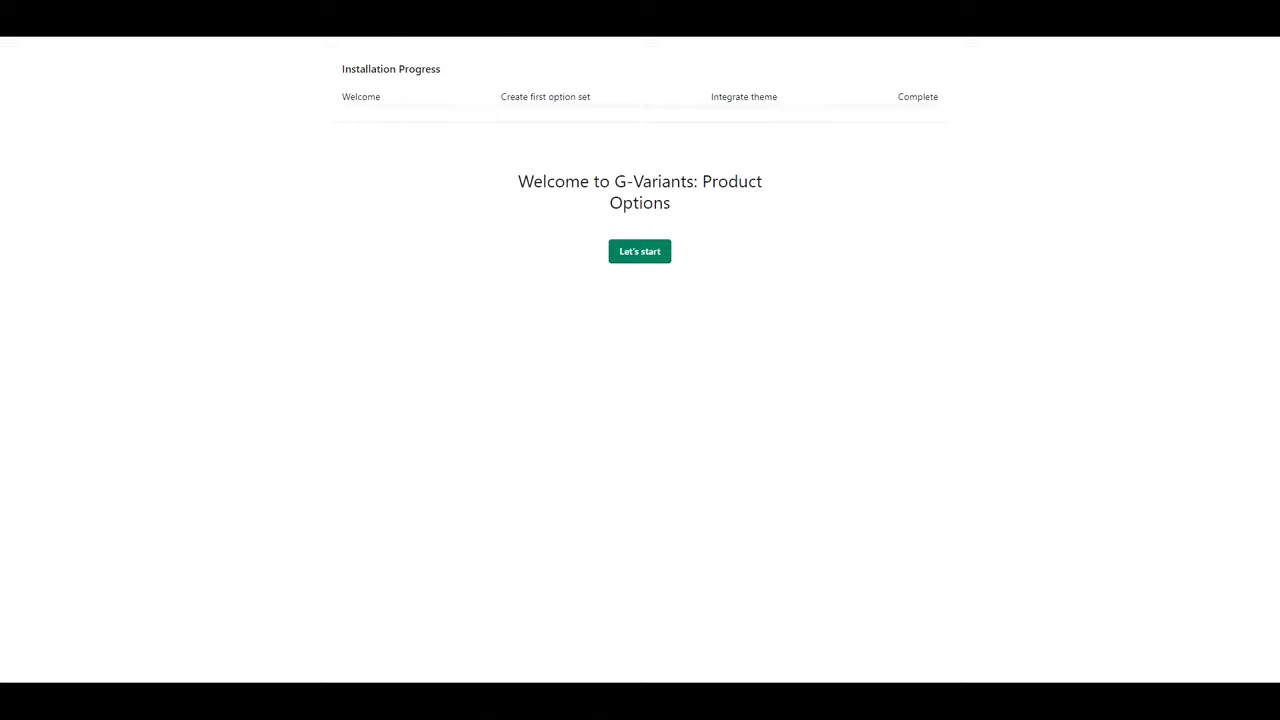 Installation Progress
Welcome
Create first option set
Integrate theme
Complete
Welcome to G-Variants: Product
Options
Let's start